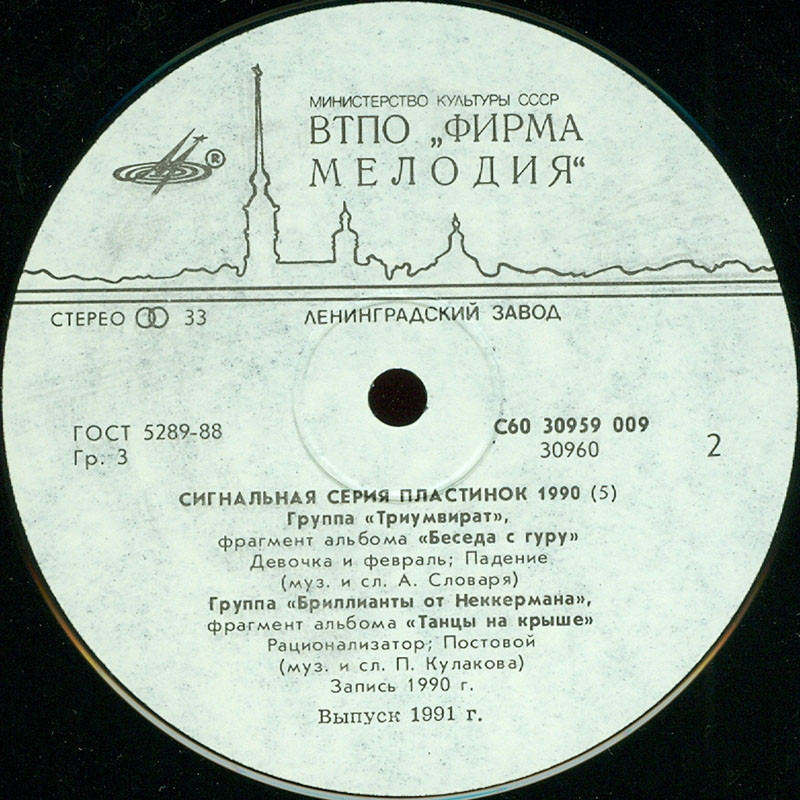 МИНИСТЕРСТВО КУЛЬТУРЫ СССР
ВТПО „ФИРМА
МЕЛОДИЯ“
®
СТЕРЕО 33
ЛЕНИНГРАДСКИЙ ЗАВОД
ГОСТ 5289-88
Гр. 3
С60 30959 009
30960
2
СИГНАЛЬНАЯ СЕРИЯ ПЛАСТИНОК 1990 (5)
Группа «Триумвират»,
фрагмент альбома «Беседа с гуру»
Девочка и февраль; Падение
(муз. и сл. А. Словаря)
Группа «Бриллианты от Неккермана»,
фрагмент альбома «Танцы на крыше»
Рационализатор; Постовой
(муз. и сл. П. Кулакова)
Запись 1990 г.
Выпуск 1991 г.